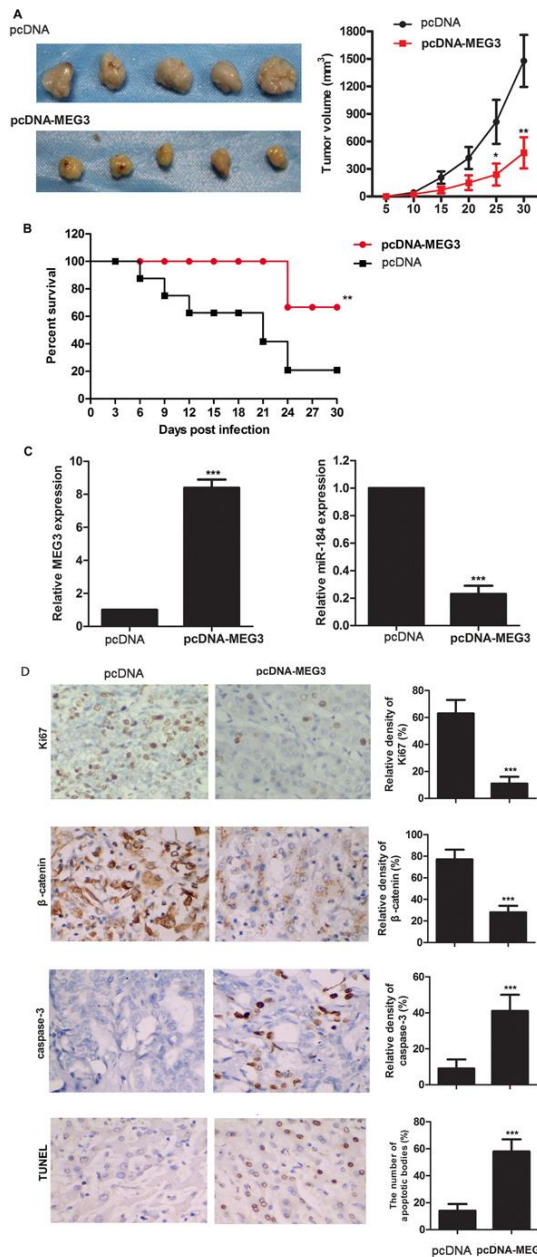 A
pcDNA
pcDNA-MEG3
pcDNA
pcDNA-MEG3
Tumor volume (mm3)
1800
1500
1200
900
600
300
0
*
**
5 10 15 20 25 30
B
pcDNA-MEG3
pcDNA
Percent survival
120
100
80
60
40
20
0
**
0 3 6 9 12 15 18 21 24 27 30
Days post infection
C
Relative MEG3 expression
10
8
6
4
2
0
***
pcDNA pcDNA-MEG3
Relative miR-184 expression
1.2
1.0
0.8
0.6
0.4
0.2
0.0
***
pcDNA pcDNA-MEG3
D
pcDNA pcDNA-MEG3
Ki67
Relative density of
Ki67 (%)
80
60
40
20
0
***
β-catenin
Relative density of
β-catenin (%)
100
80
60
40
20
0
***
caspase-3
Relative density of
caspase-3 (%)
60
40
20
0
***
TUNEL
The number of
apoptotic bodies (%)
80
60
40
20
0
***
pcDNA pcDNA-MEG